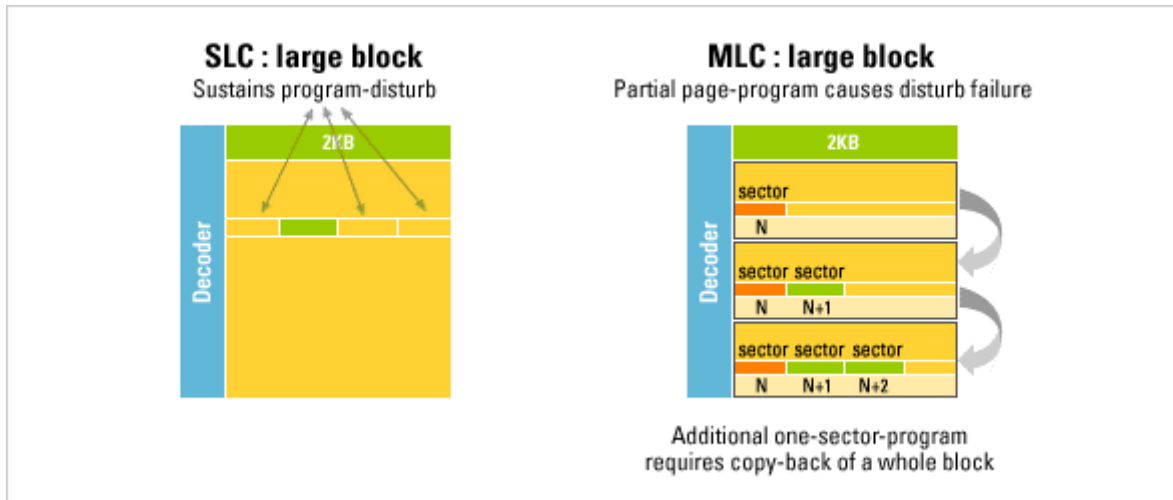 SLC : large block
Sustains program-disturb
2KB
Decoder
MLC : large block
Partial page-program causes disturb failure
2KB
Decoder
sector
N
sector sector
N N+1
sector sector sector
N N+1 N+2
Additional one-sector-program
requires copy-back of a whole block